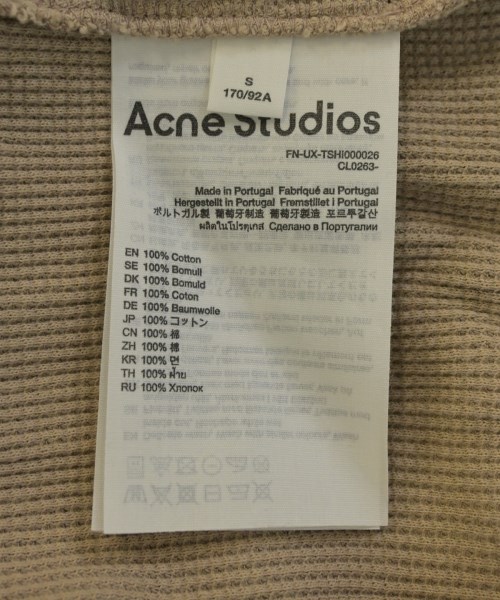 S
170/92A
Acne Studios
FN-UX-TSHI000026
CL0263-
Made in Portugal Fabriqué au Portugal
Hergestellt in Portugal Fremstillet i Portugal
ポルトガル製 葡萄牙制造 葡萄牙製造 포르투갈산
ผลิตในโปรตุเกส Сделано в Португалии
EN 100% Cotton
SE 100% Bomull
DK 100% Bomuld
FR 100% Coton
DE 100% Baumwolle
JP 100% コットン
CN 100% 棉
ZH 100% 棉
KR 100% 면
TH 100% ฝ้าย
RU 100% Хлопок